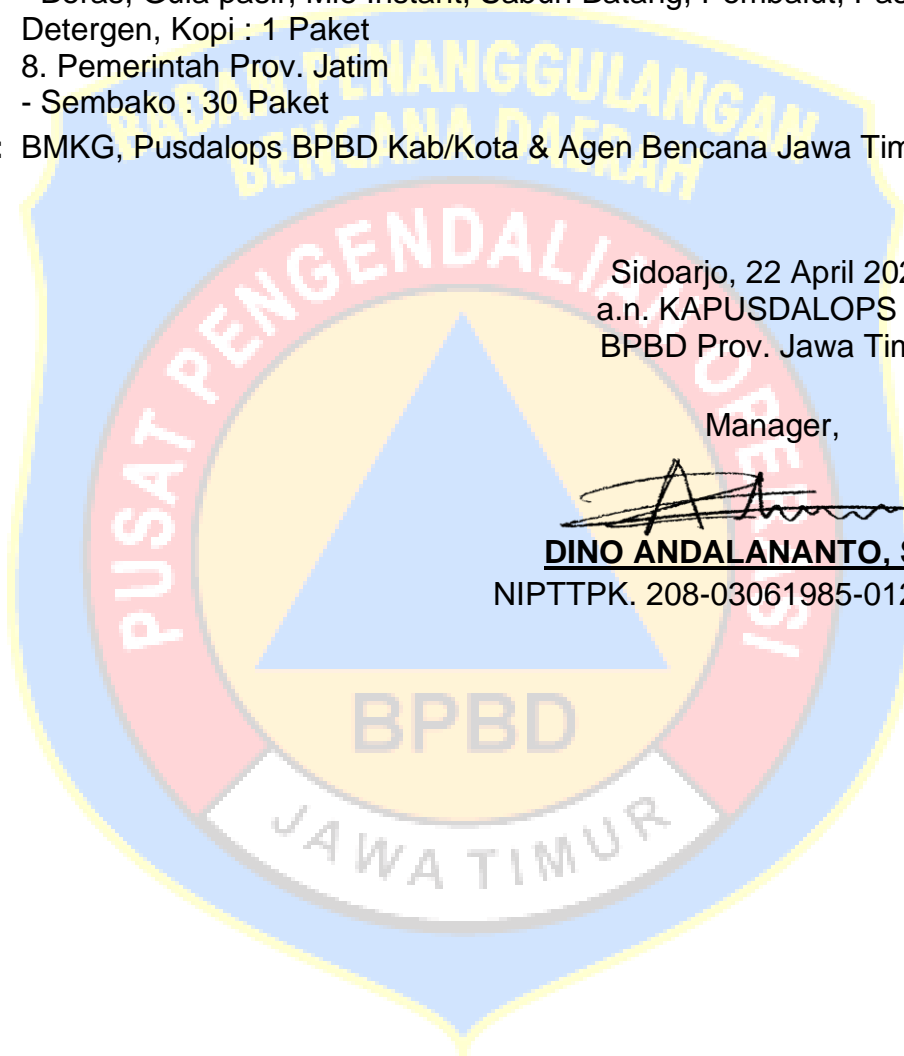 Detergen, Kopi : 1 Paket
8. Pemerintah Prov. Jatim
- Sembako : 30 Paket
: BMKG, Pusdalops BPBD Kab/Kota & Agen Bencana Jawa
Sidoarjo, 22 April
a.n. KAPUSDALOPS
BPBD Prov. Jawa
Manager,
DINO ANDALANANTO,
NIPTTPK. 208-03061985-012
BADAN PENANGGULANGAN
BENCANA DAERAH
PUSAT PENGENDALIAN OPERASI
BPBD
JAWA TIMUR